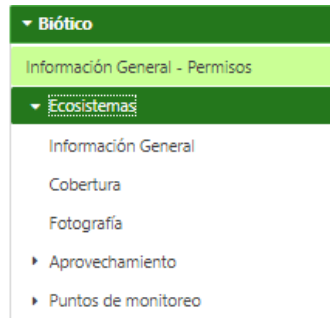 Biótico
Información General - Permisos
Ecosistemas
Información General
Cobertura
Fotografía
Aprovechamiento
Puntos de monitoreo